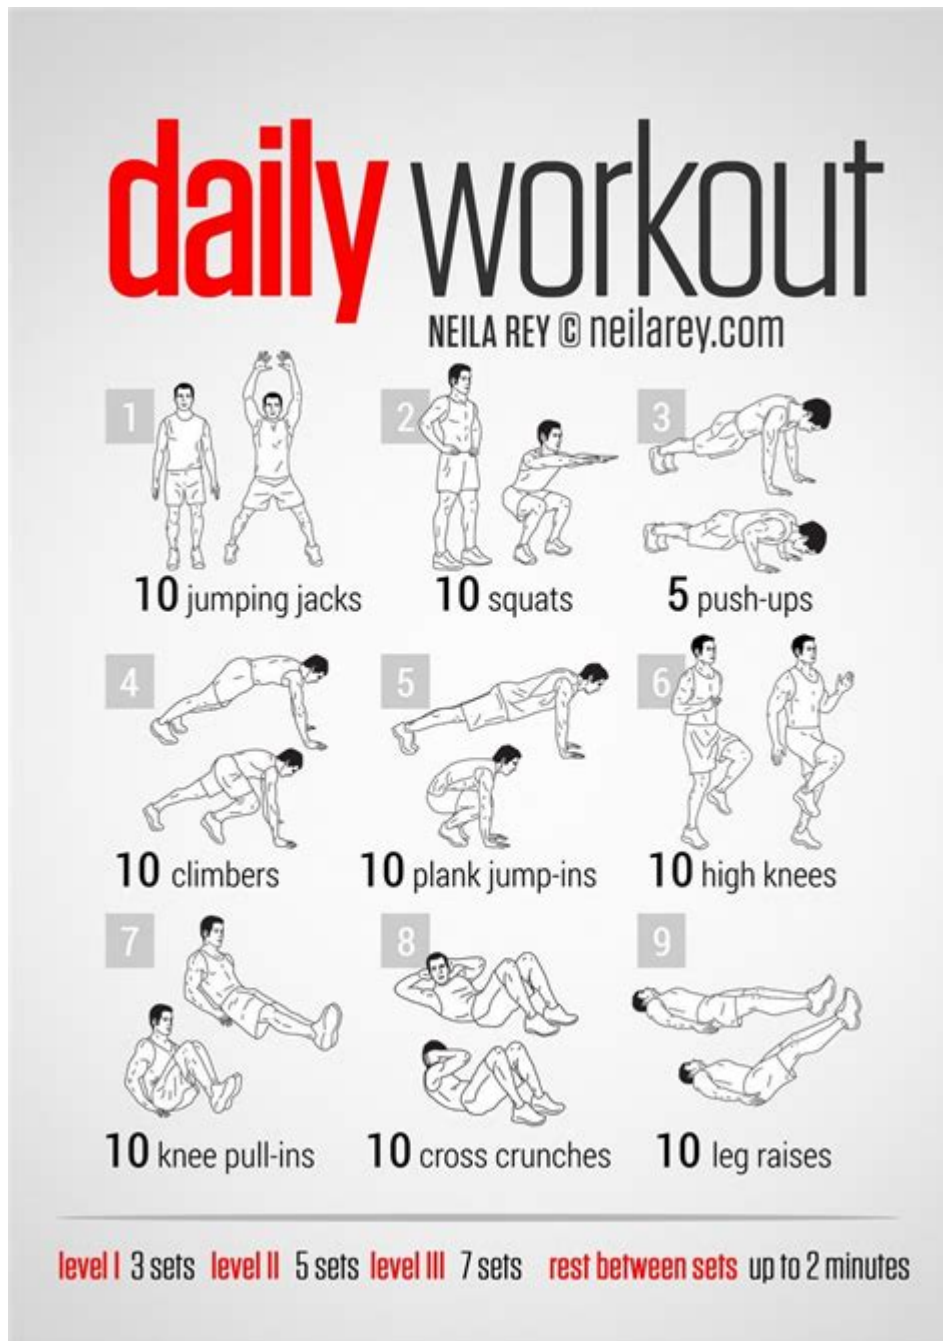 daily workout
NEILA REY © neilarey.com
1
2
3
10 jumping jacks
10 squats
5 push-ups
4
5
6
10 climbers
10 plank jump-ins
10 high knees
7
8
9
10 knee pull-ins
10 cross crunches
10 leg raises
level I 3 sets level II 5 sets level III 7 sets rest between sets up to 2 minutes